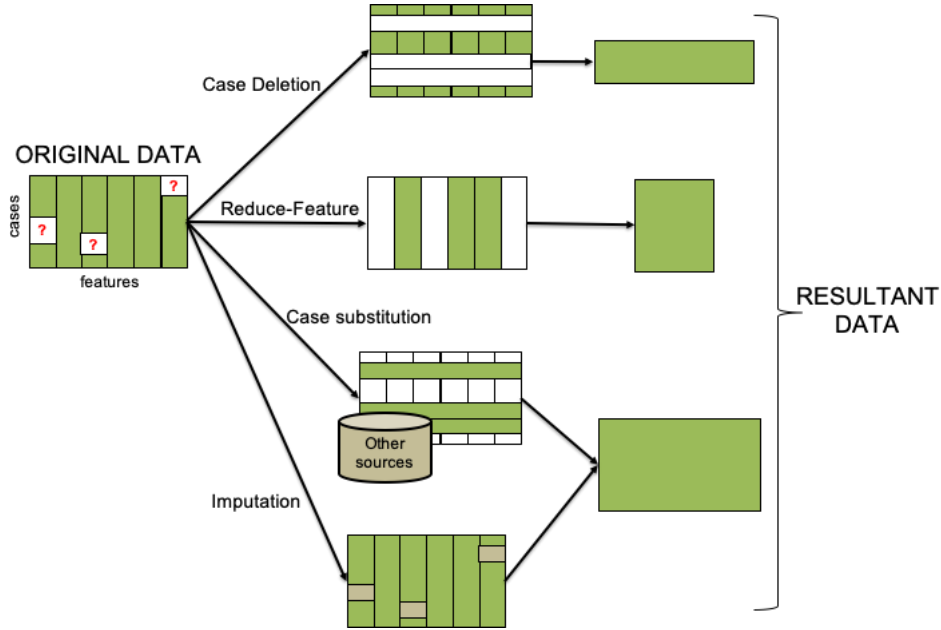 Case Deletion
ORIGINAL DATA
?
?
?
cases
features
Reduce-Feature
Case substitution
Other
sources
Imputation
RESULTANT
DATA